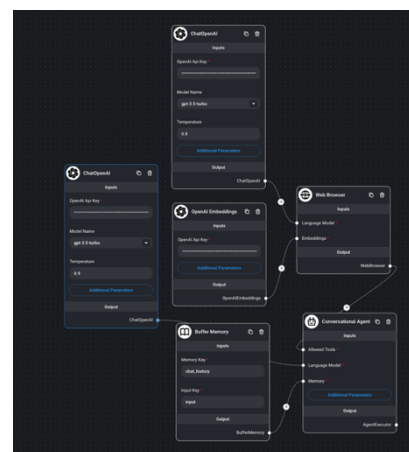 ChatOpenAI
Inputs
OpenAI Api Key *
Model Name
gpt-3.5-turbo
Temperature
0.9
Additional Parameters
Output
ChatOpenAI
ChatOpenAI
Inputs
OpenAI Api Key *
Model Name
gpt-3.5-turbo
Temperature
0.9
Additional Parameters
Output
ChatOpenAI
OpenAI Embeddings
Inputs
OpenAI Api Key *
Additional Parameters
Output
OpenAIEmbeddings
Web Browser
Inputs
Language Model *
Embeddings *
Output
WebBrowser
Buffer Memory
Inputs
Memory Key *
chat_history
Input Key *
input
Output
BufferMemory
Conversational Agent
Inputs
Allowed Tools *
Language Model *
Memory *
Additional Parameters
Output
AgentExecutor